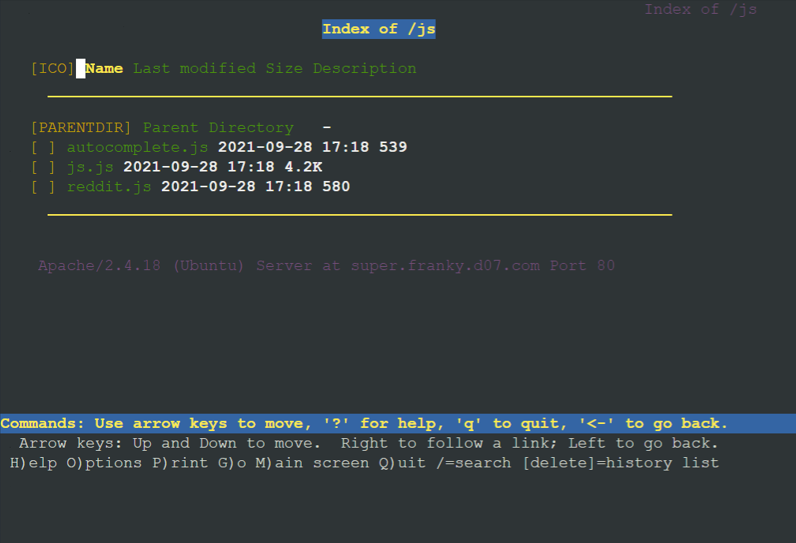 Index of /js
Index of /js
[ICO] Name Last modified Size Description
[PARENTDIR] Parent Directory   -
[ ] autocomplete.js 2021-09-28 17:18 539
[ ] js.js 2021-09-28 17:18 4.2K
[ ] reddit.js 2021-09-28 17:18 580
Apache/2.4.18 (Ubuntu) Server at super.franky.d07.com Port 80
Commands: Use arrow keys to move, '?' for help, 'q' to quit, '<-' to go back.
Arrow keys: Up and Down to move.  Right to follow a link; Left to go back.
H)elp O)ptions P)rint G)o M)ain screen Q)uit /=search [delete]=history list